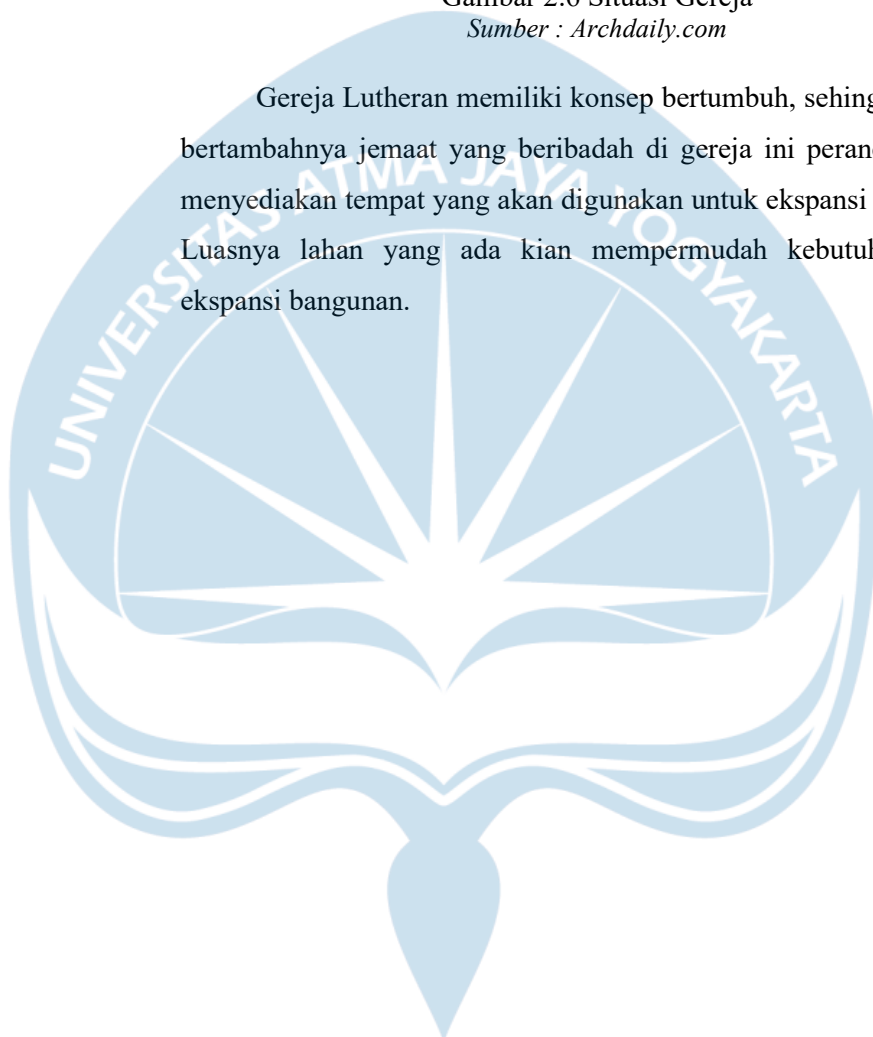 Gambar 2.6 Situasi Gereja
Sumber : Archdaily.com
Gereja Lutheran memiliki konsep bertumbuh, sehing
bertambahnya jemaat yang beribadah di gereja ini peran
menyediakan tempat yang akan digunakan untuk ekspansi
Luasnya lahan yang ada kian mempermudah kebutuh
ekspansi bangunan.
UNIVERSITAS ATMA JAYA YOGYAKARTA